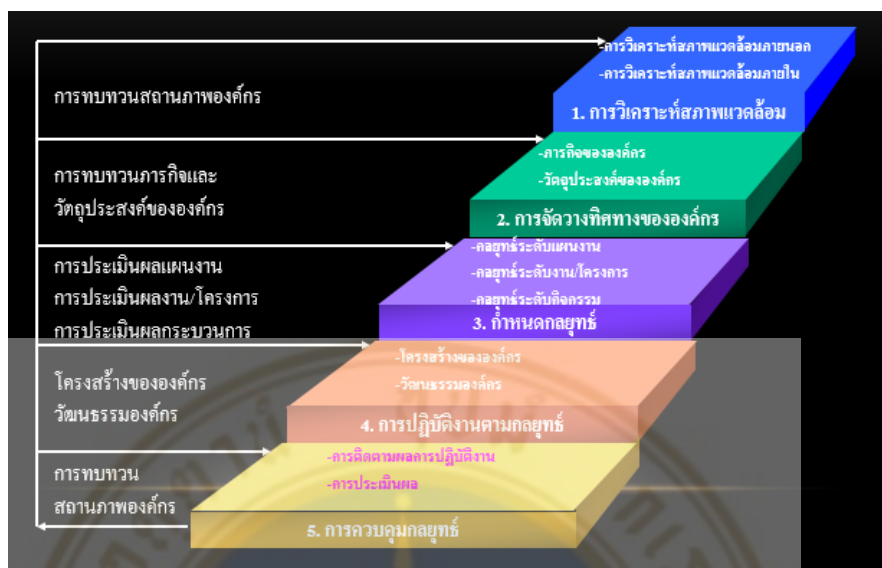 -การวิเคราะห์สภาพแวดล้อมภายนอก
-การวิเคราะห์สภาพแวดล้อมภายใน
การทบทวนสถานภาพองค์กร
1. การวิเคราะห์สภาพแวดล้อม
-ภารกิจขององค์กร
การทบทวนภารกิจและ
-วัตถุประสงค์ขององค์กร
วัตถุประสงค์ขององค์กร
2. การจัดวางทิศทางขององค์กร
-กลยุทธ์ระดับแผนงาน
การประเมินผลแผนงาน
-กลยุทธ์ระดับงาน/โครงการ
การประเมินผลงาน/โครงการ
-กลยุทธ์ระดับกิจกรรม
การประเมินผลกระบวนการ
3. กำหนดกลยุทธ์
-โครงสร้างขององค์กร
โครงสร้างขององค์กร
-วัฒนธรรมองค์กร
วัฒนธรรมองค์กร
4. การปฏิบัติงานตามกลยุทธ์
-การติดตามผลการปฏิบัติงาน
การทบทวน
-การประเมินผล
สถานภาพองค์กร
5. การควบคุมกลยุทธ์